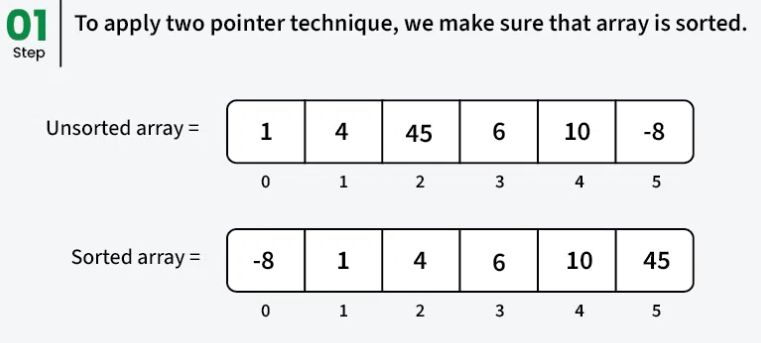 01
Step
To apply two pointer technique, we make sure that array is sorted.
Unsorted array = 1 4 45 6 10 -8
0 1 2 3 4 5
Sorted array = -8 1 4 6 10 45
0 1 2 3 4 5